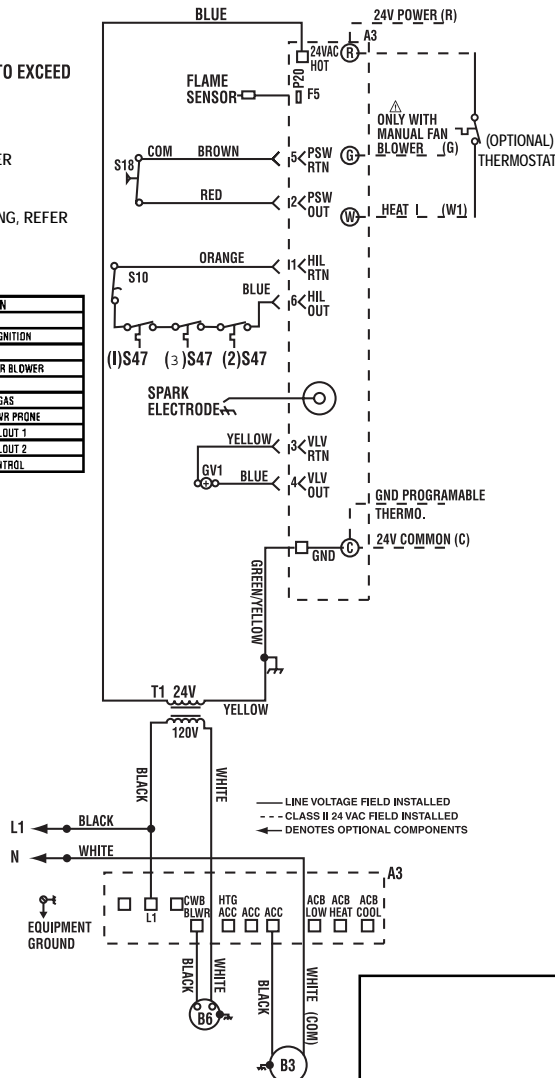 BLUE
24V POWER (R)
A3
24VAC
HOT
R
P20
TO EXCEED
FLAME
SENSOR
F5
⚠
ONLY WITH
MANUAL FAN
BLOWER (G)
G
(OPTIONAL)
THERMOSTAT
S18
COM BROWN
5 PSW
RTN
ER
RED
2 PSW
OUT
W
HEAT I (W1)
NG, REFER
ORANGE
1 HIL
RTN
S10
BLUE
6 HIL
OUT
N
GNITION
R BLOWER
GAS
WR PRONE
LOUT 1
LOUT 2
NTROL
(1)S47 (3)S47 (2)S47
SPARK
ELECTRODE
YELLOW
3 VLV
RTN
GV1
BLUE
4 VLV
OUT
GND PROGRAMABLE
THERMO.
C
24V COMMON (C)
GND
GREEN/YELLOW
T1 24V
YELLOW
120V
BLACK
WHITE
LINE VOLTAGE FIELD INSTALLED
CLASS II 24 VAC FIELD INSTALLED
DENOTES OPTIONAL COMPONENTS
L1
BLACK
N
WHITE
A3
EQUIPMENT
GROUND
L1
CWB
BLWR
HTG
ACC
ACC
ACC
ACB
LOW
ACB
HEAT
ACB
COOL
BLACK
WHITE
BLACK
WHITE (COM)
B6
B3